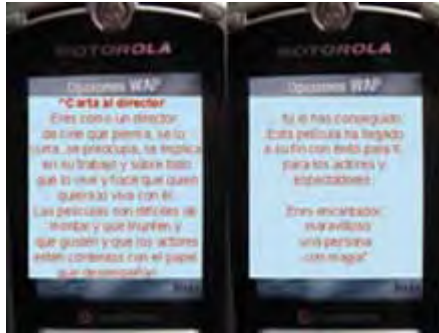 MOTOROLA
Opciones WAP
"Carta al director
Eres como un director
de cine que piensa, se lo
curra, se preocupa, se implica
en su trabajo y sobre todo
que lo vive y hace que quien
quiera lo viva con él.
Las películas son difíciles de
montar y que triunfen y
que gusten y que los actores
estén contentos con el papel
que desempeñan
MOTOROLA
Opciones WAP
tú lo has conseguido.
Esta película ha llegado
a su fin con éxito para ti,
para los actores y
espectadores.
Eres encantador,
maravilloso
una persona
con magia"